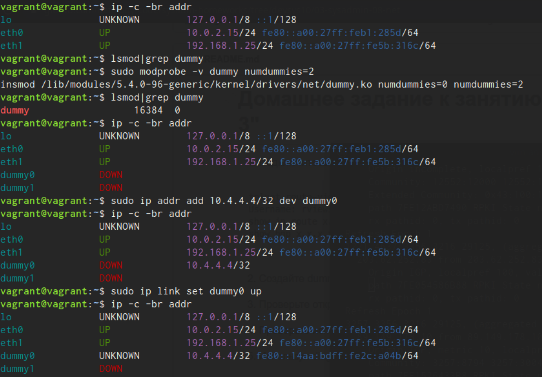 vagrant@vagrant:~$ ip -c -br addr
lo UNKNOWN 127.0.0.1/8 ::1/128
eth0 UP 10.0.2.15/24 fe80::a00:27ff:feb1:285d/64
eth1 UP 192.168.1.25/24 fe80::a00:27ff:fe5b:316c/64
vagrant@vagrant:~$ lsmod|grep dummy
vagrant@vagrant:~$ sudo modprobe -v dummy numdummies=2
insmod /lib/modules/5.4.0-96-generic/kernel/drivers/net/dummy.ko numdummies=0 numdummies=2
vagrant@vagrant:~$ lsmod|grep dummy
dummy 16384 0
vagrant@vagrant:~$ ip -c -br addr
lo UNKNOWN 127.0.0.1/8 ::1/128
eth0 UP 10.0.2.15/24 fe80::a00:27ff:feb1:285d/64
eth1 UP 192.168.1.25/24 fe80::a00:27ff:fe5b:316c/64
dummy0 DOWN
dummy1 DOWN
vagrant@vagrant:~$ sudo ip addr add 10.4.4.4/32 dev dummy0
vagrant@vagrant:~$ ip -c -br addr
lo UNKNOWN 127.0.0.1/8 ::1/128
eth0 UP 10.0.2.15/24 fe80::a00:27ff:feb1:285d/64
eth1 UP 192.168.1.25/24 fe80::a00:27ff:fe5b:316c/64
dummy0 DOWN 10.4.4.4/32
dummy1 DOWN
vagrant@vagrant:~$ sudo ip link set dummy0 up
vagrant@vagrant:~$ ip -c -br addr
lo UNKNOWN 127.0.0.1/8 ::1/128
eth0 UP 10.0.2.15/24 fe80::a00:27ff:feb1:285d/64
eth1 UP 192.168.1.25/24 fe80::a00:27ff:fe5b:316c/64
dummy0 UNKNOWN 10.4.4.4/32 fe80::14aa:bdff:fe2c:a04b/64
dummy1 DOWN